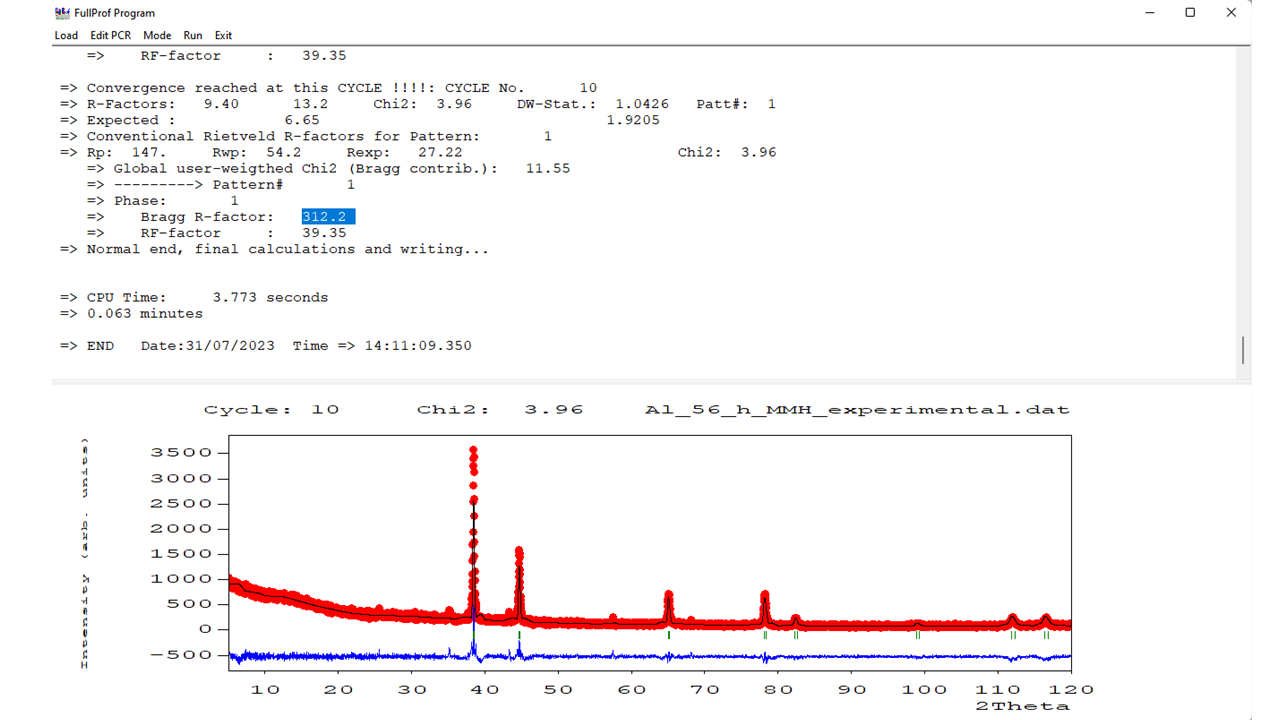 FullProf Program
Load Edit PCR Mode Run Exit
=> RF-factor : 39.35
=> Convergence reached at this CYCLE !!!!: CYCLE No. 10
=> R-Factors: 9.40 13.2 Chi2: 3.96 DW-Stat.: 1.0426 Patt#: 1
=> Expected : 6.65 1.9205
=> Conventional Rietveld R-factors for Pattern: 1
=> Rp: 147. Rwp: 54.2 Rexp: 27.22 Chi2: 3.96
=> Global user-weigthed Chi2 (Bragg contrib.): 11.55
=> ---------> Pattern# 1
=> Phase: 1
=> Bragg R-factor: 312.2
=> RF-factor : 39.35
=> Normal end, final calculations and writing...
=> CPU Time: 3.773 seconds
=> 0.063 minutes
=> END Date:31/07/2023 Time => 14:11:09.350
Cycle: 10 Chi2: 3.96 Al_56_h_MMH_experimental.dat
Intensity (arb. units)
3500
3000
2500
2000
1500
1000
500
0
-500
10 20 30 40 50 60 70 80 90 100 110 120
2Theta